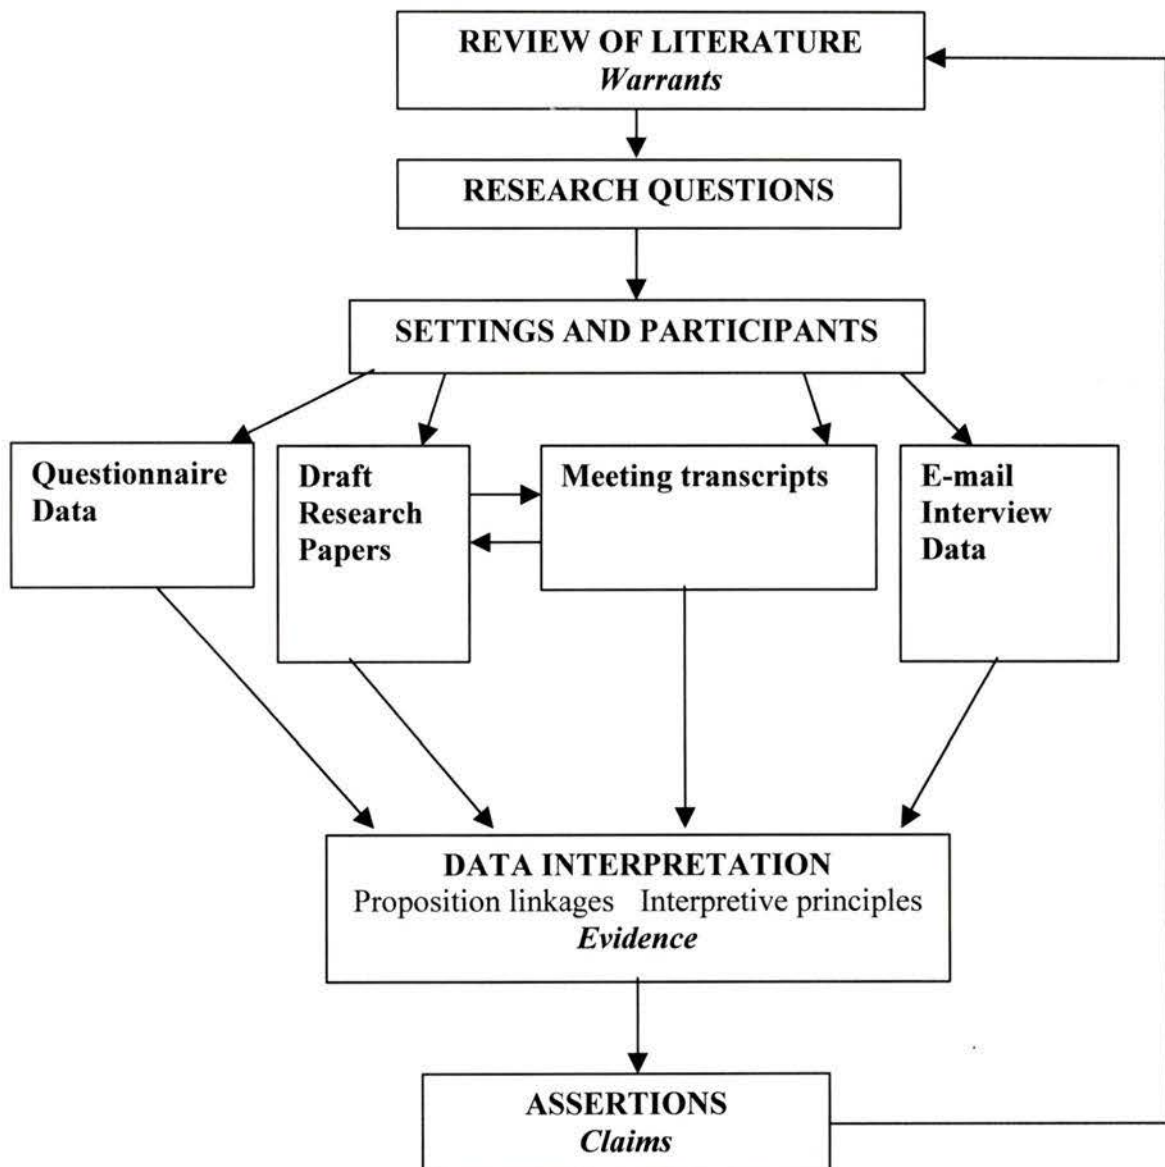 REVIEW OF LITERATURE
Warrants
RESEARCH QUESTIONS
SETTINGS AND PARTICIPANTS
Questionnaire
Data
Draft
Research
Papers
Meeting transcripts
E-mail
Interview
Data
DATA INTERPRETATION
Proposition linkages Interpretive principles
Evidence
ASSERTIONS
Claims